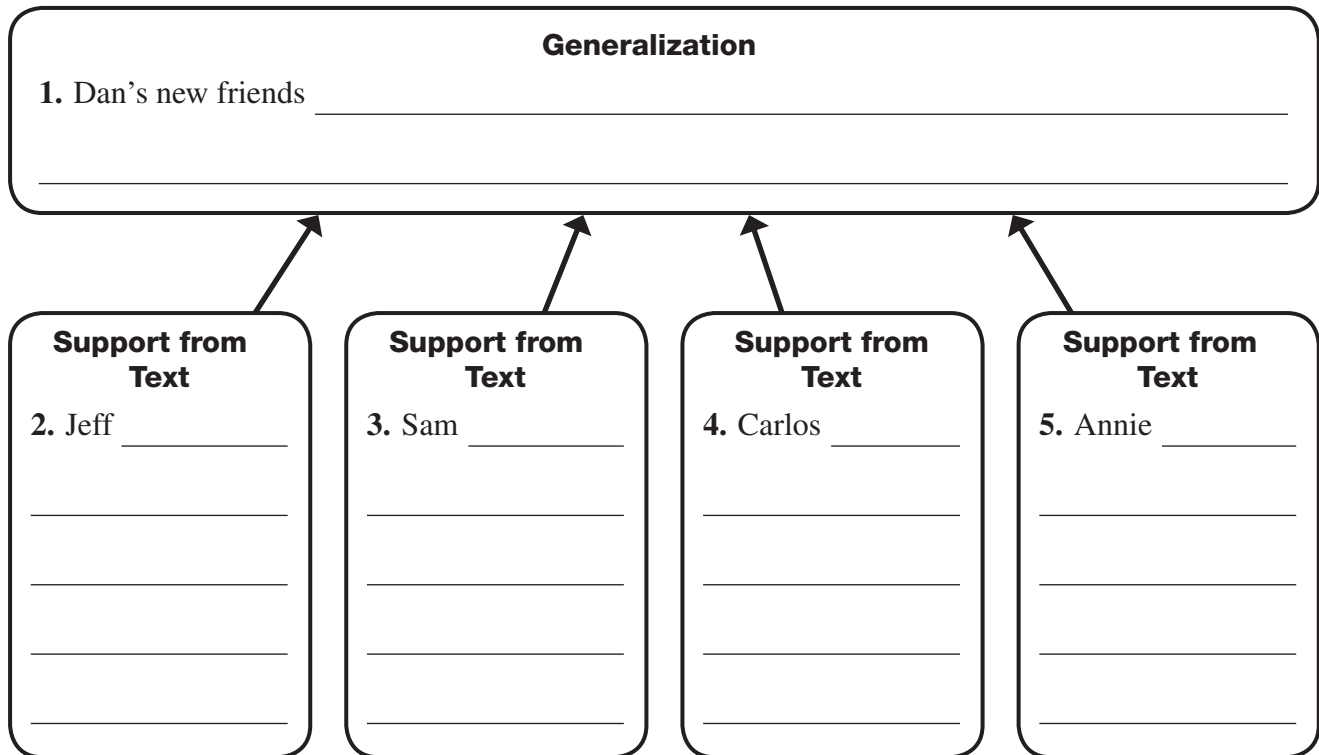 Generalization
1. Dan's new friends
Support from
Text
2. Jeff
Support from
Text
3. Sam
Support from
Text
4. Carlos
Support from
Text
5. Annie